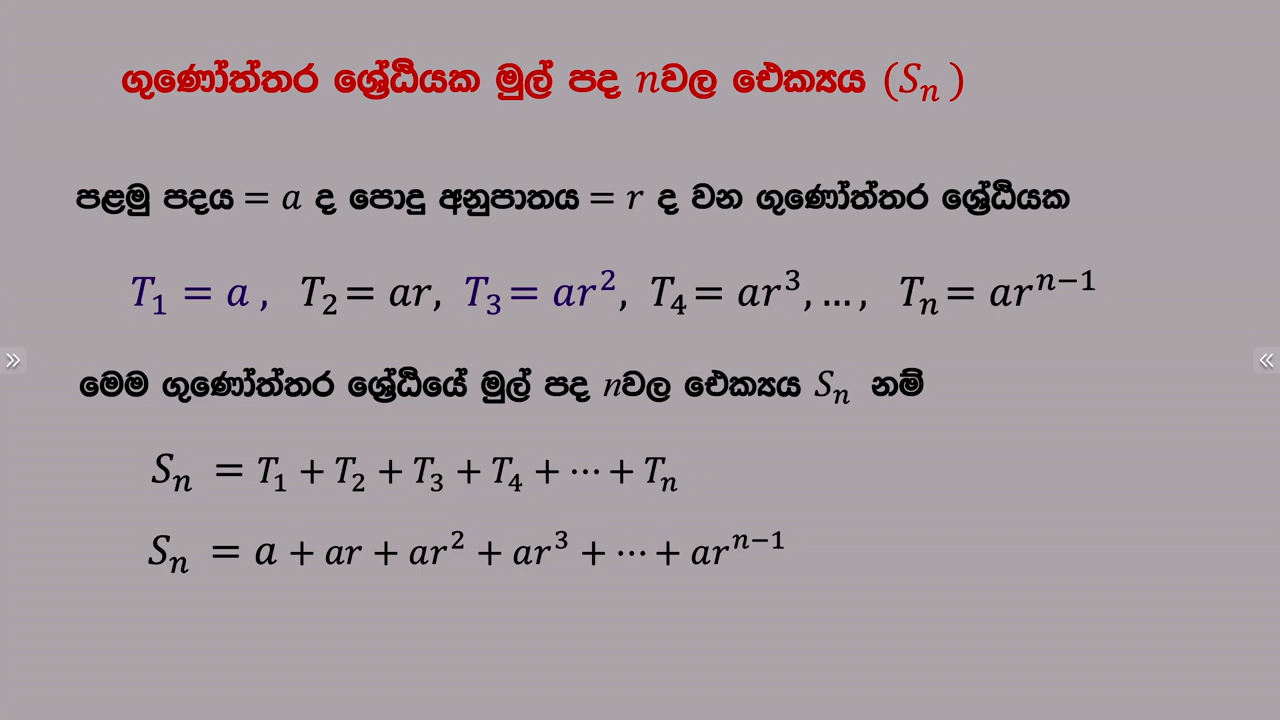 ගුණෝත්තර ශ්‍රේඪියක මුල් පද nවල ඓක්‍යය (Sₙ)
පළමු පදය = a ද පොදු අනුපාතය = r ද වන ගුණෝත්තර ශ්‍රේඪියක
T₁ = a , T₂ = ar, T₃ = ar², T₄ = ar³, … , Tₙ = arⁿ⁻¹
මෙම ගුණෝත්තර ශ්‍රේඪියේ මුල් පද nවල ඓක්‍යය Sₙ නම්
Sₙ = T₁ + T₂ + T₃ + T₄ + ⋯ + Tₙ
Sₙ = a + ar + ar² + ar³ + ⋯ + arⁿ⁻¹